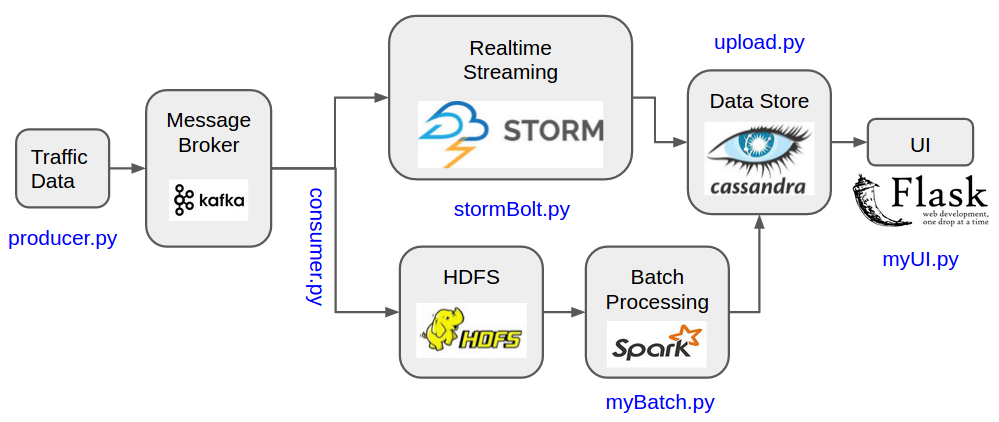 Traffic
Data
producer.py
Message
Broker
kafka
consumer.py
Realtime
Streaming
STORM
stormBolt.py
HDFS
HDFS
Batch
Processing
Spark
myBatch.py
upload.py
Data Store
cassandra
UI
Flask
web development,
one drop at a time
myUI.py